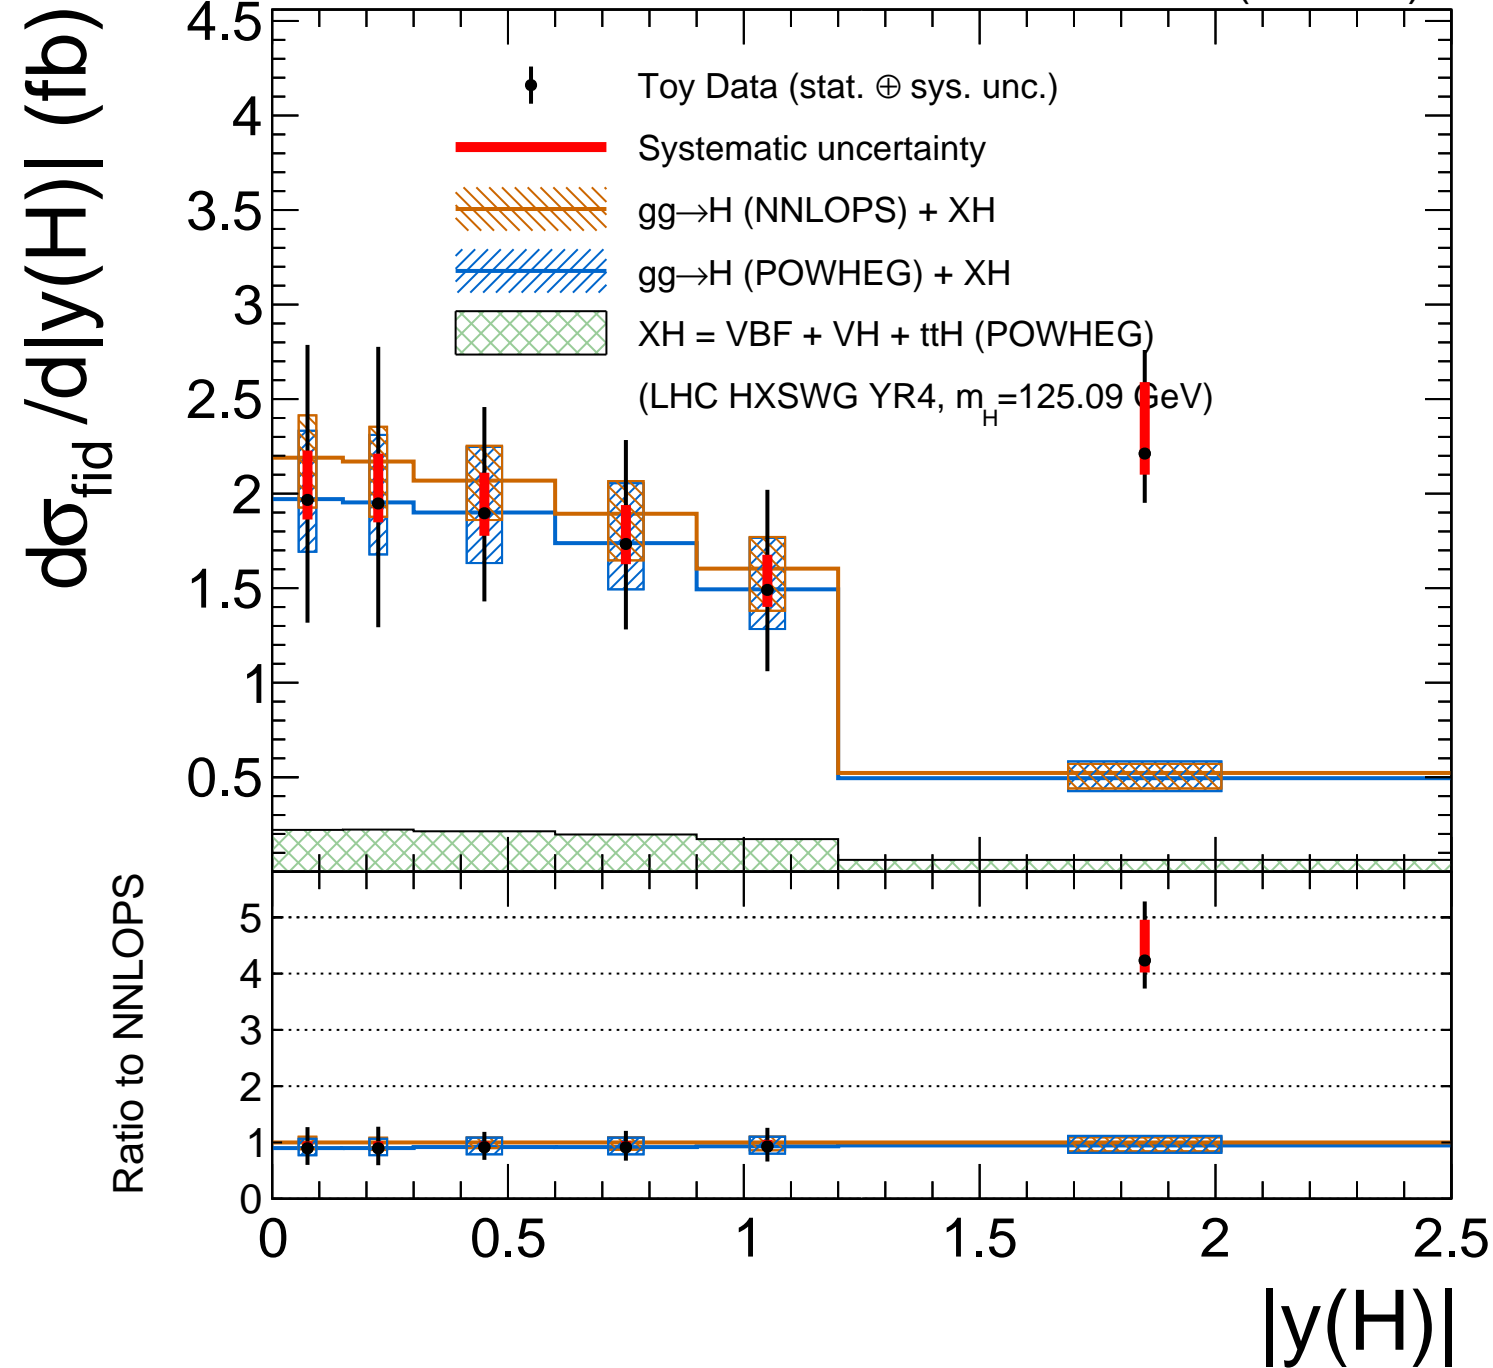 dσfid /d|y(H)| (fb)
4.5
4
3.5
3
2.5
2
1.5
1
0.5
Toy Data (stat. ⊕ sys. unc.)
Systematic uncertainty
gg→H (NNLOPS) + XH
gg→H (POWHEG) + XH
XH = VBF + VH + ttH (POWHEG)
(LHC HXSWG YR4, mH=125.09 GeV)
Ratio to NNLOPS
5
4
3
2
1
0
0 0.5 1 1.5 2 2.5
|y(H)|